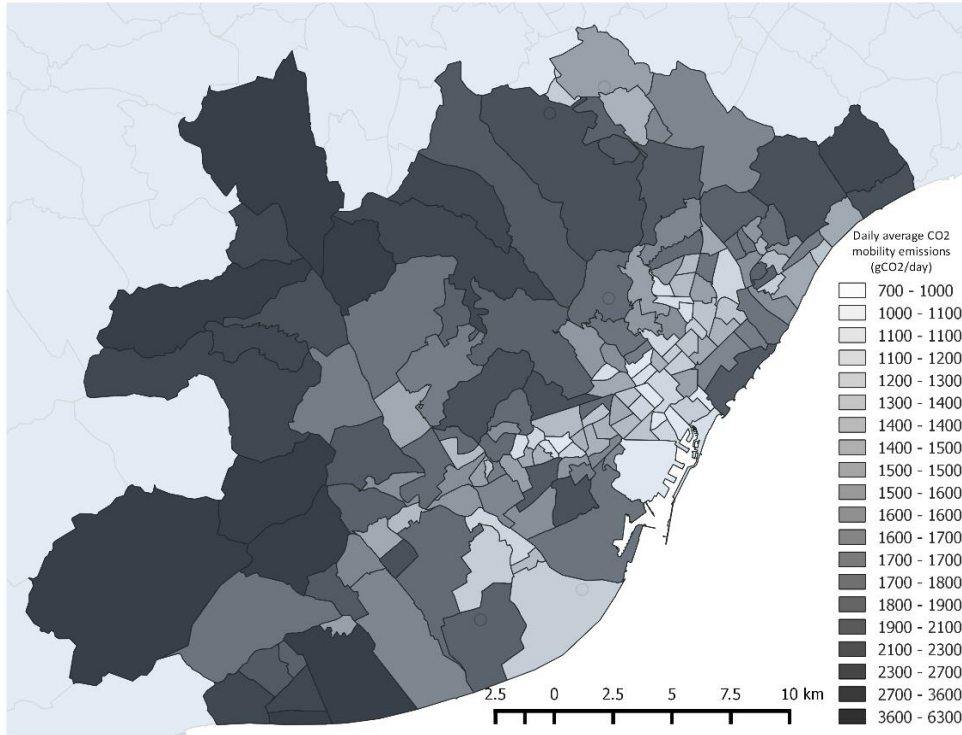 Daily average CO2
mobility emissions
(gCO2/day)
700 - 1000
1000 - 1100
1100 - 1100
1100 - 1200
1200 - 1300
1300 - 1400
1400 - 1400
1400 - 1500
1500 - 1500
1500 - 1600
1600 - 1600
1600 - 1700
1700 - 1700
1700 - 1800
1800 - 1900
1900 - 2100
2100 - 2300
2300 - 2700
2700 - 3600
3600 - 6300
2.5 0 2.5 5 7.5 10 km